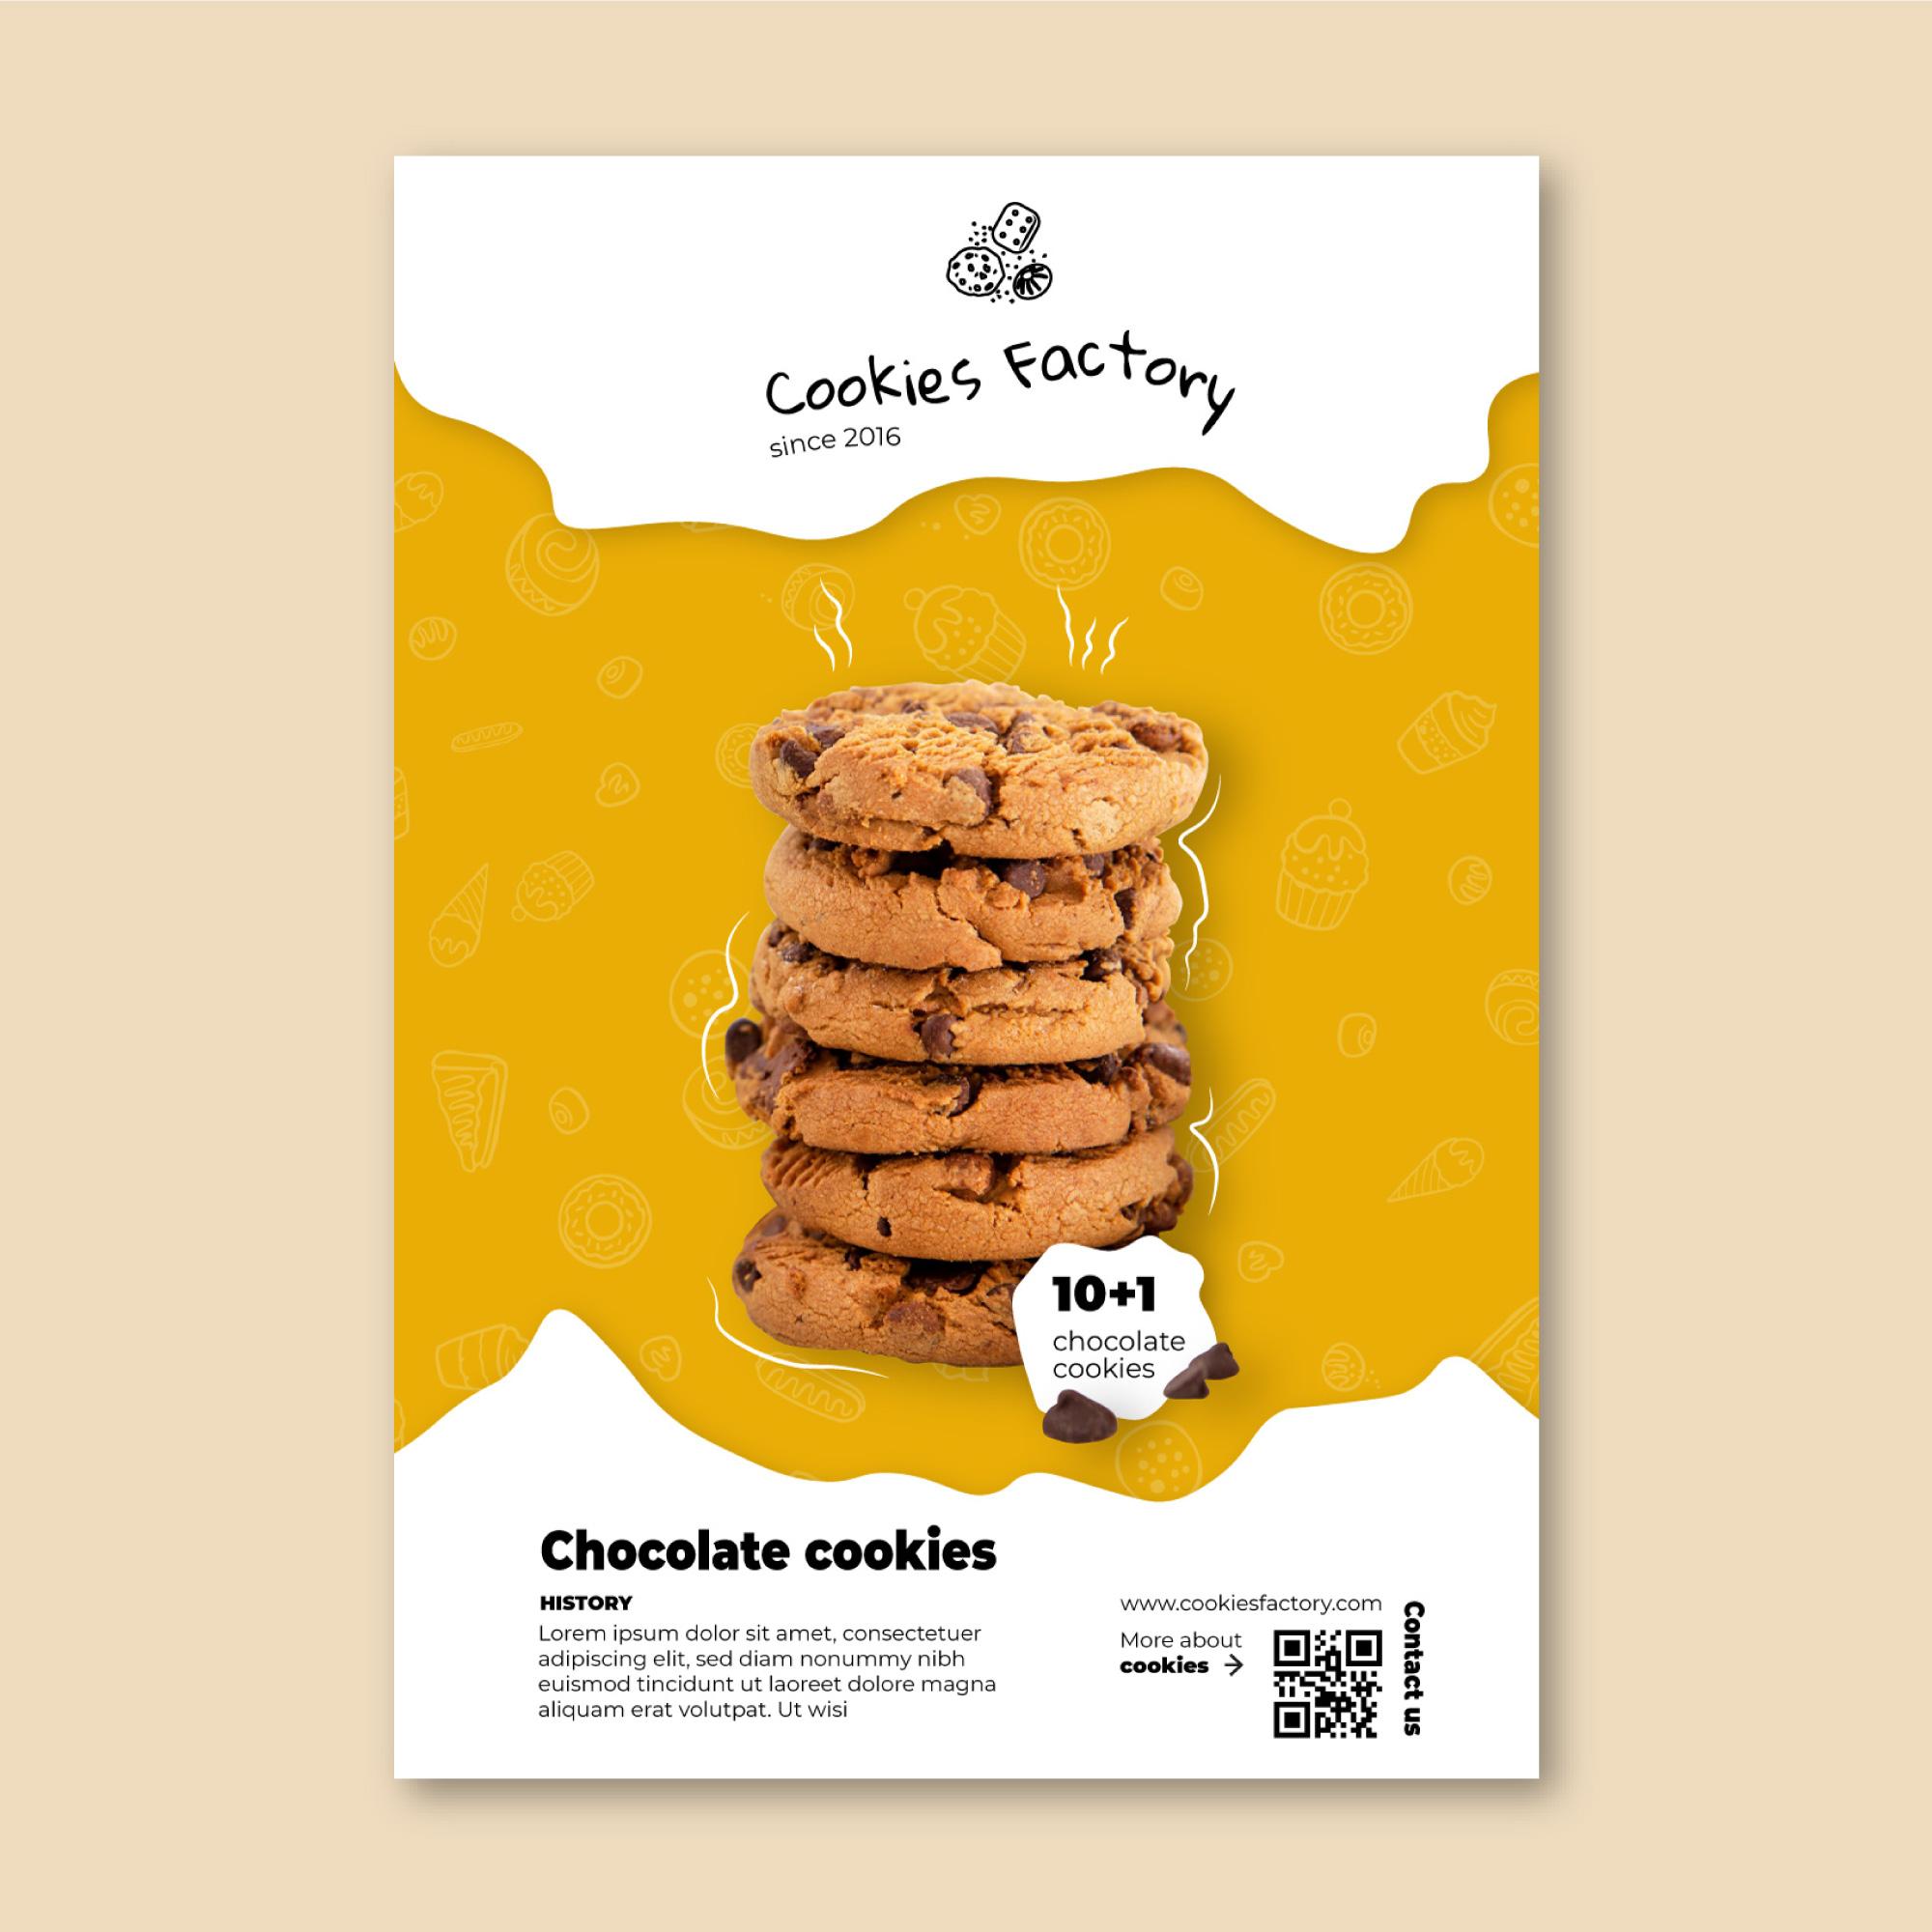 Cookies Factory
since 2016
10+1
chocolate
cookies
Chocolate cookies
HISTORY
Lorem ipsum dolor sit amet, consectetuer
adipiscing elit, sed diam nonummy nibh
euismod tincidunt ut laoreet dolore magna
aliquam erat volutpat. Ut wisi
www.cookiesfactory.com
More about
cookies →
Contact us